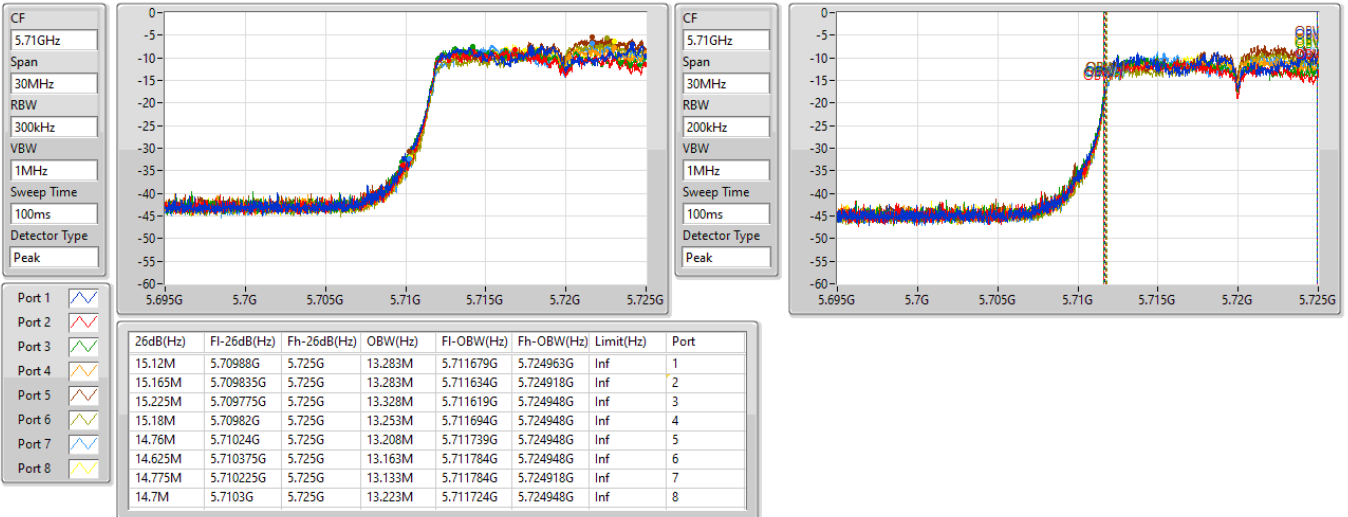 CF
5.71GHz
Span
30MHz
RBW
300kHz
VBW
1MHz
Sweep Time
100ms
Detector Type
Peak
0
-5
-10
-15
-20
-25
-30
-35
-40
-45
-50
-55
-60
5.695G 5.7G 5.705G 5.71G 5.715G 5.72G 5.725G
CF
5.71GHz
Span
30MHz
RBW
200kHz
VBW
1MHz
Sweep Time
100ms
Detector Type
Peak
0
-5
-10
-15
-20
-25
-30
-35
-40
-45
-50
-55
-60
5.695G 5.7G 5.705G 5.71G 5.715G 5.72G 5.725G
Port 1
Port 2
Port 3
Port 4
Port 5
Port 6
Port 7
Port 8
26dB(Hz) Fl-26dB(Hz) Fh-26dB(Hz) OBW(Hz) Fl-OBW(Hz) Fh-OBW(Hz) Limit(Hz) Port
15.12M 5.70988G 5.725G 13.283M 5.711679G 5.724963G Inf 1
15.165M 5.709835G 5.725G 13.283M 5.711634G 5.724918G Inf 2
15.225M 5.709775G 5.725G 13.328M 5.711619G 5.724948G Inf 3
15.18M 5.70982G 5.725G 13.253M 5.711694G 5.724948G Inf 4
14.76M 5.71024G 5.725G 13.208M 5.711739G 5.724948G Inf 5
14.625M 5.710375G 5.725G 13.163M 5.711784G 5.724948G Inf 6
14.775M 5.710225G 5.725G 13.133M 5.711784G 5.724918G Inf 7
14.7M 5.7103G 5.725G 13.223M 5.711724G 5.724948G Inf 8